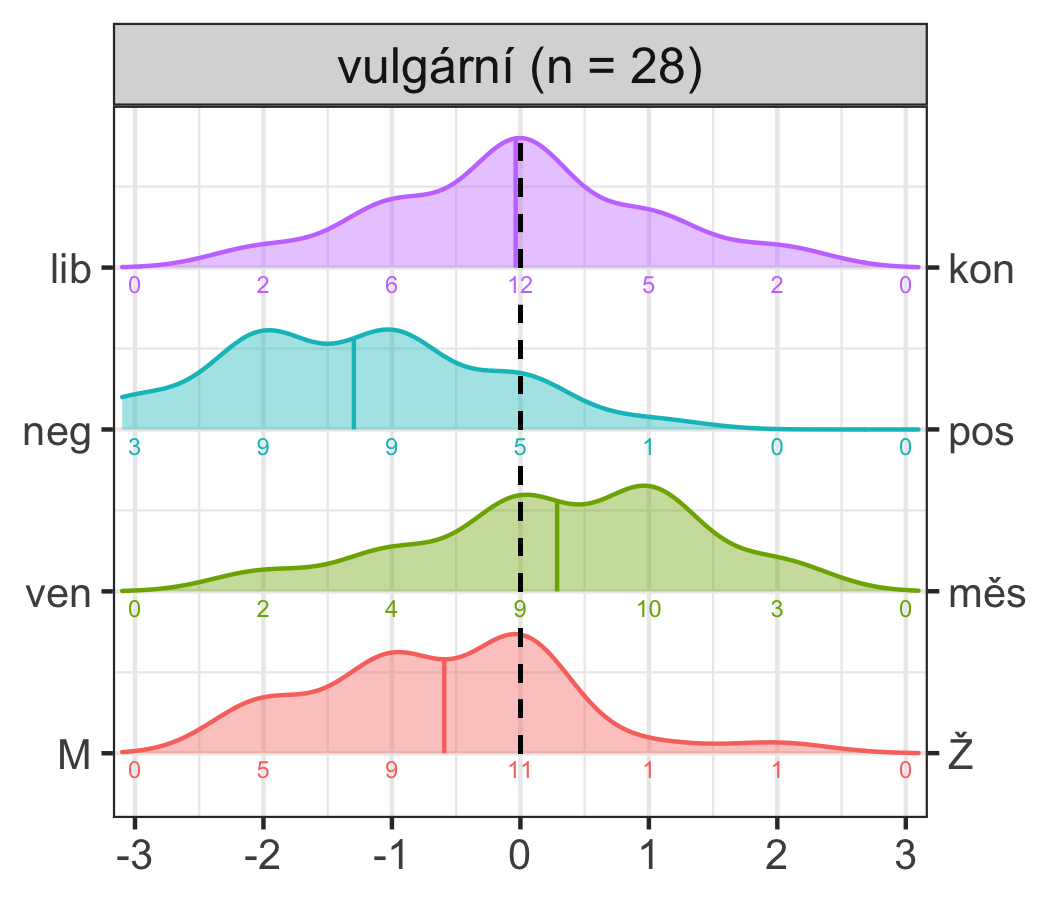 vulgární (n = 28)
lib kon
0 2 6 12 5 2 0
neg pos
3 9 9 5 1 0 0
ven měs
0 2 4 9 10 3 0
M Ž
0 5 9 11 1 1 0
-3 -2 -1 0 1 2 3